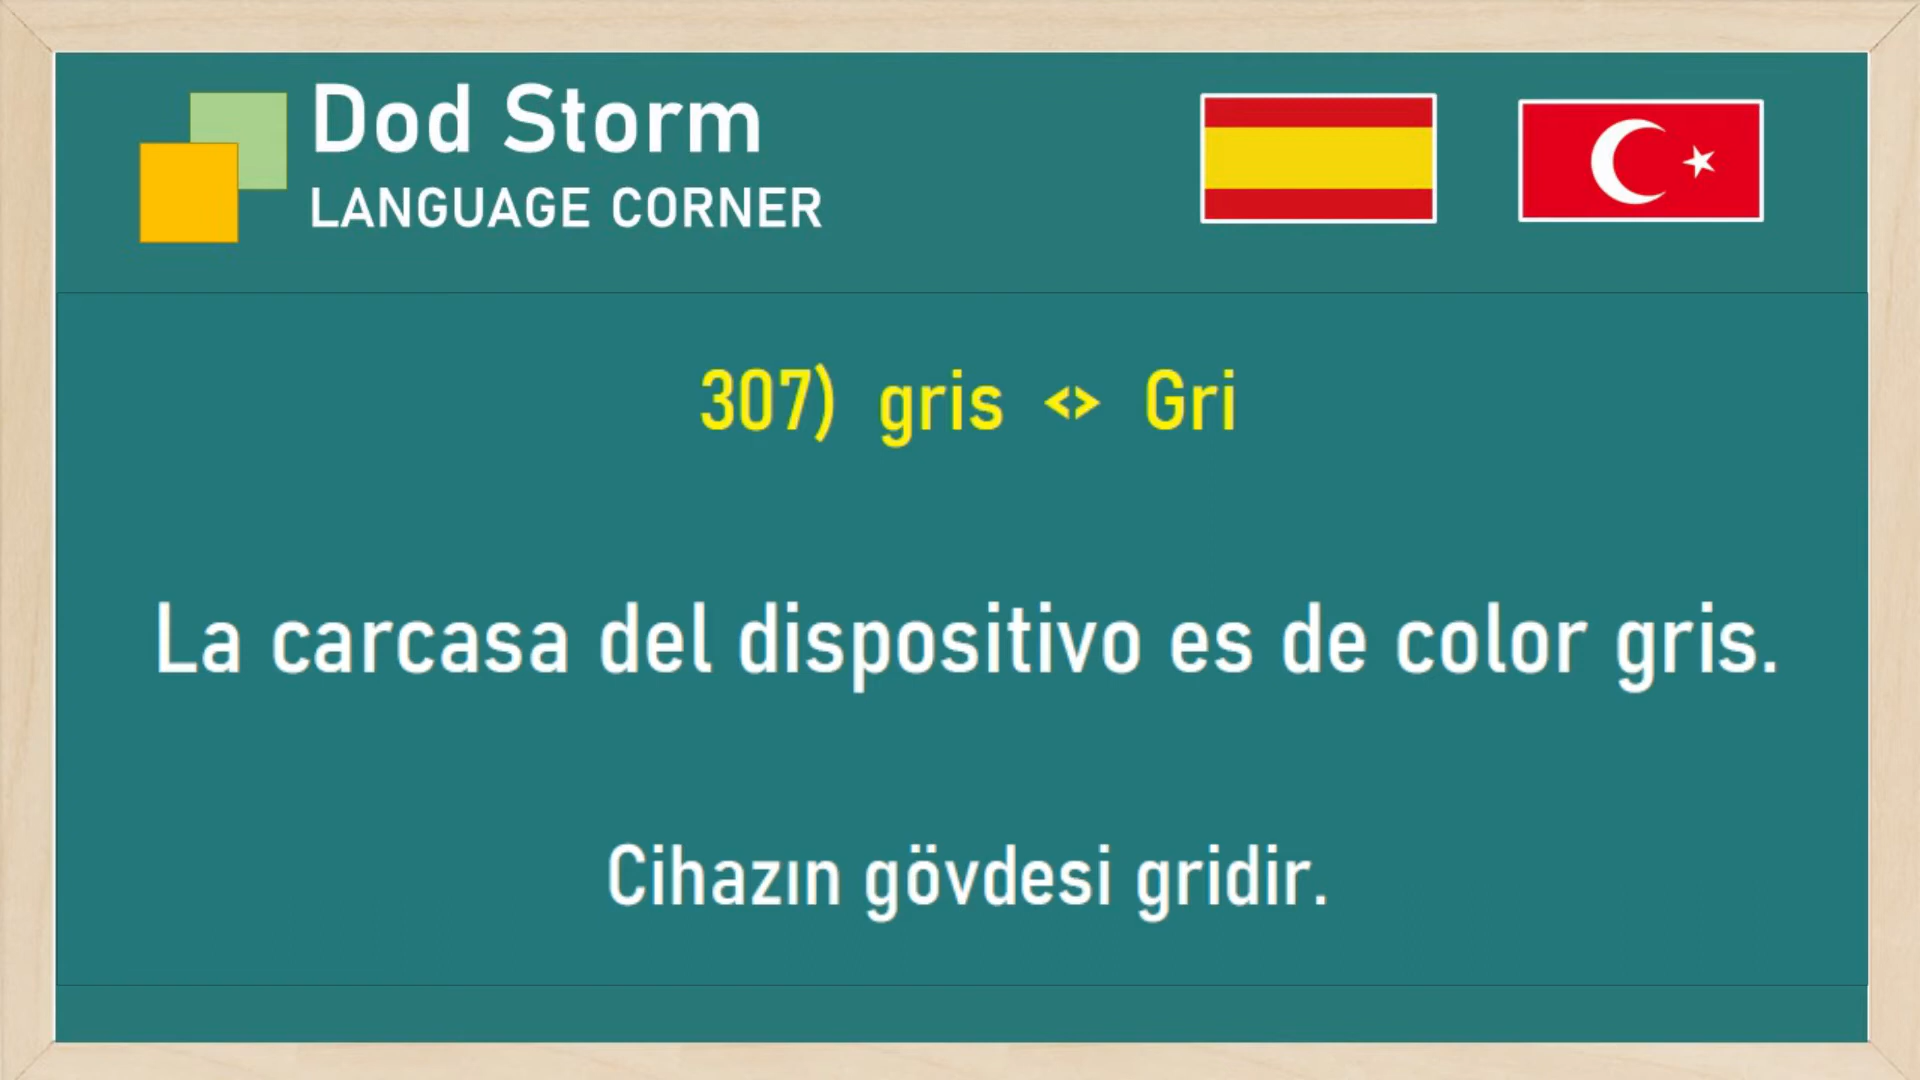 Dod Storm
LANGUAGE CORNER
307) gris <> Gri
La carcasa del dispositivo es de color gris.
Cihazın gövdesi gridir.